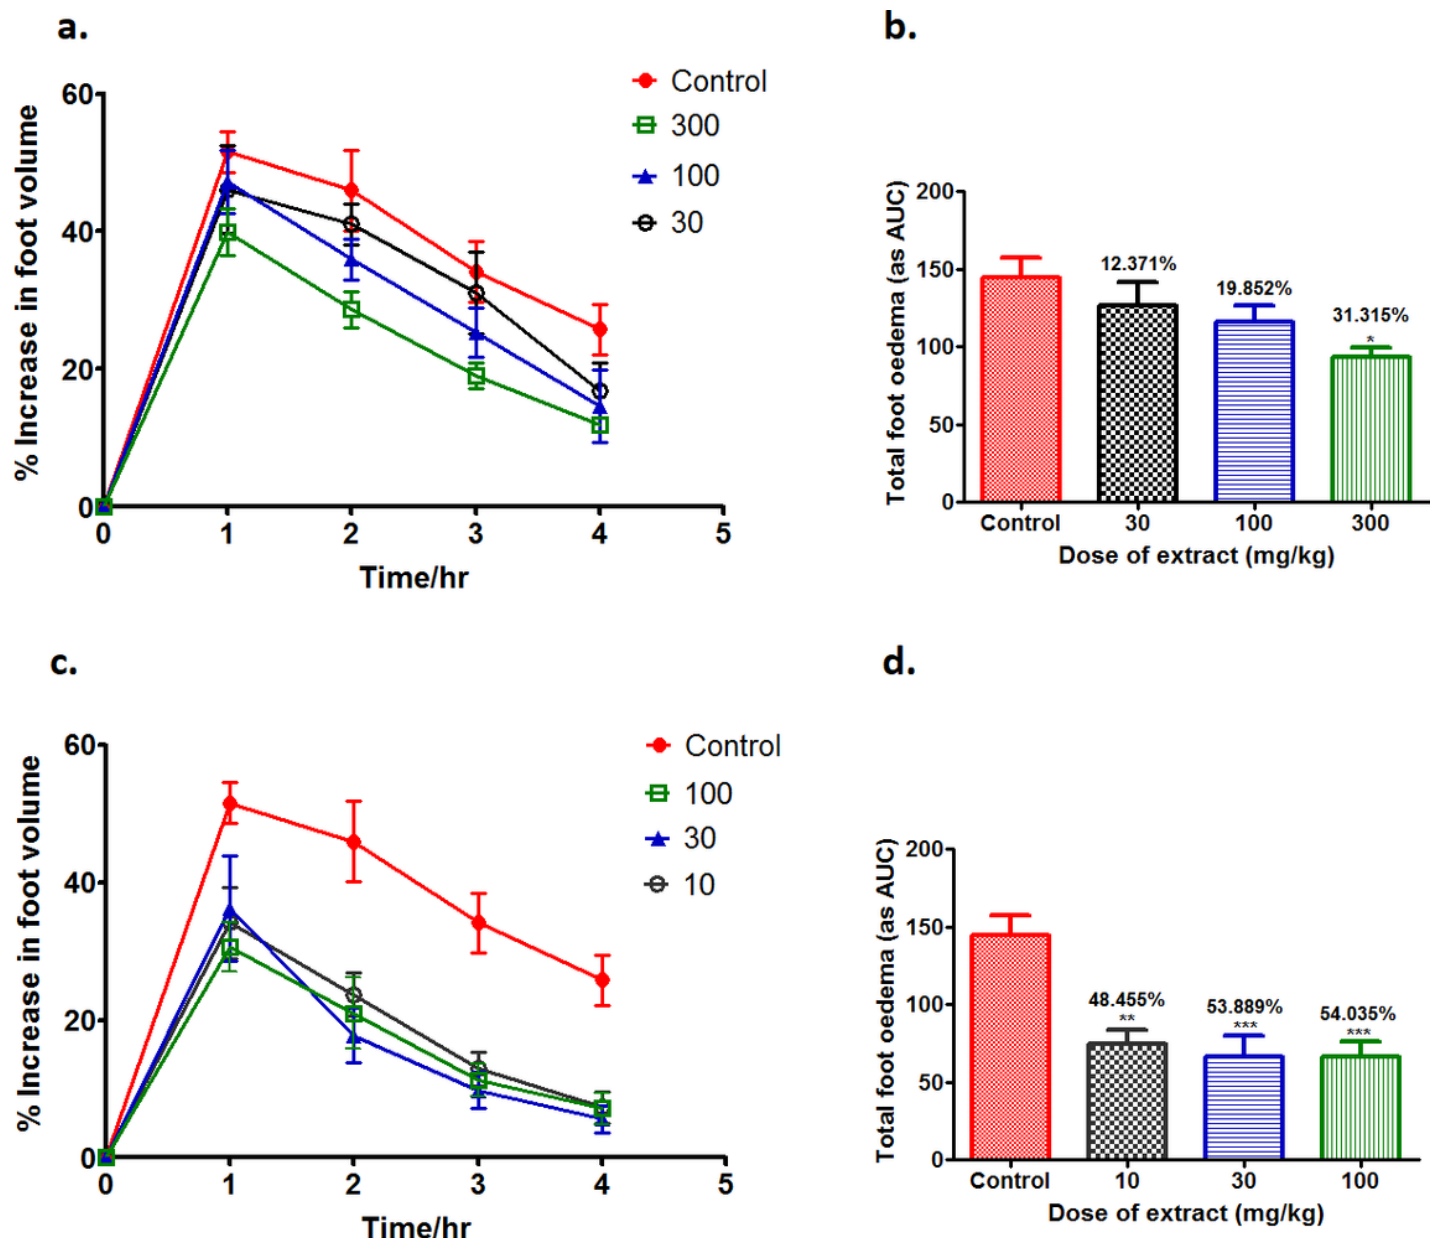 a.
% Increase in foot volume
60
40
20
0
0 1 2 3 4 5
Time/hr
Control
300
100
30
b.
Total foot oedema (as AUC)
200
150
100
50
0
12.371%
19.852%
31.315%
*
Control 30 100 300
Dose of extract (mg/kg)
c.
% Increase in foot volume
60
40
20
0
0 1 2 3 4 5
Time/hr
Control
100
30
10
d.
Total foot oedema (as AUC)
200
150
100
50
0
48.455%
**
53.889%
***
54.035%
***
Control 10 30 100
Dose of extract (mg/kg)